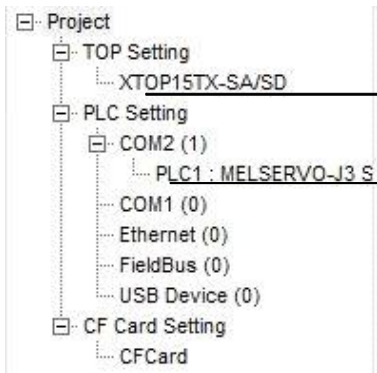 Project
TOP Setting
XTOP15TX-SA/SD
PLC Setting
COM2 (1)
PLC1 : MELSERVO-J3 S
COM1 (0)
Ethernet (0)
FieldBus (0)
USB Device (0)
CF Card Setting
CFCard